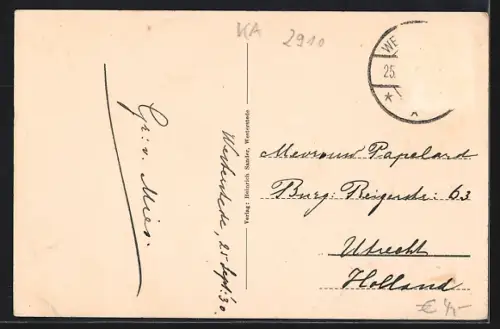 KA
2910
WE
25.
Gr: v. Mies.
Westerstede, 25 Sept. '30.
Verlag: Heinrich Sander, Westerstede
Mevrouw Papelard
Burg: Reigerstr: 63
Utrecht
Holland
€ 4,-